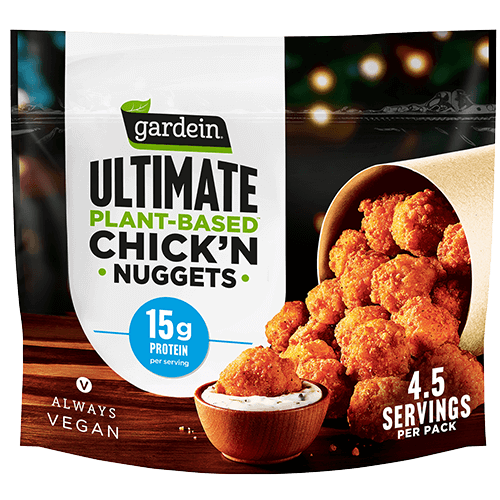 gardein.
ULTIMATE
PLANT-BASED™
CHICK'N
• NUGGETS •
15g
PROTEIN
per serving
V
ALWAYS
VEGAN
4.5
SERVINGS
PER PACK